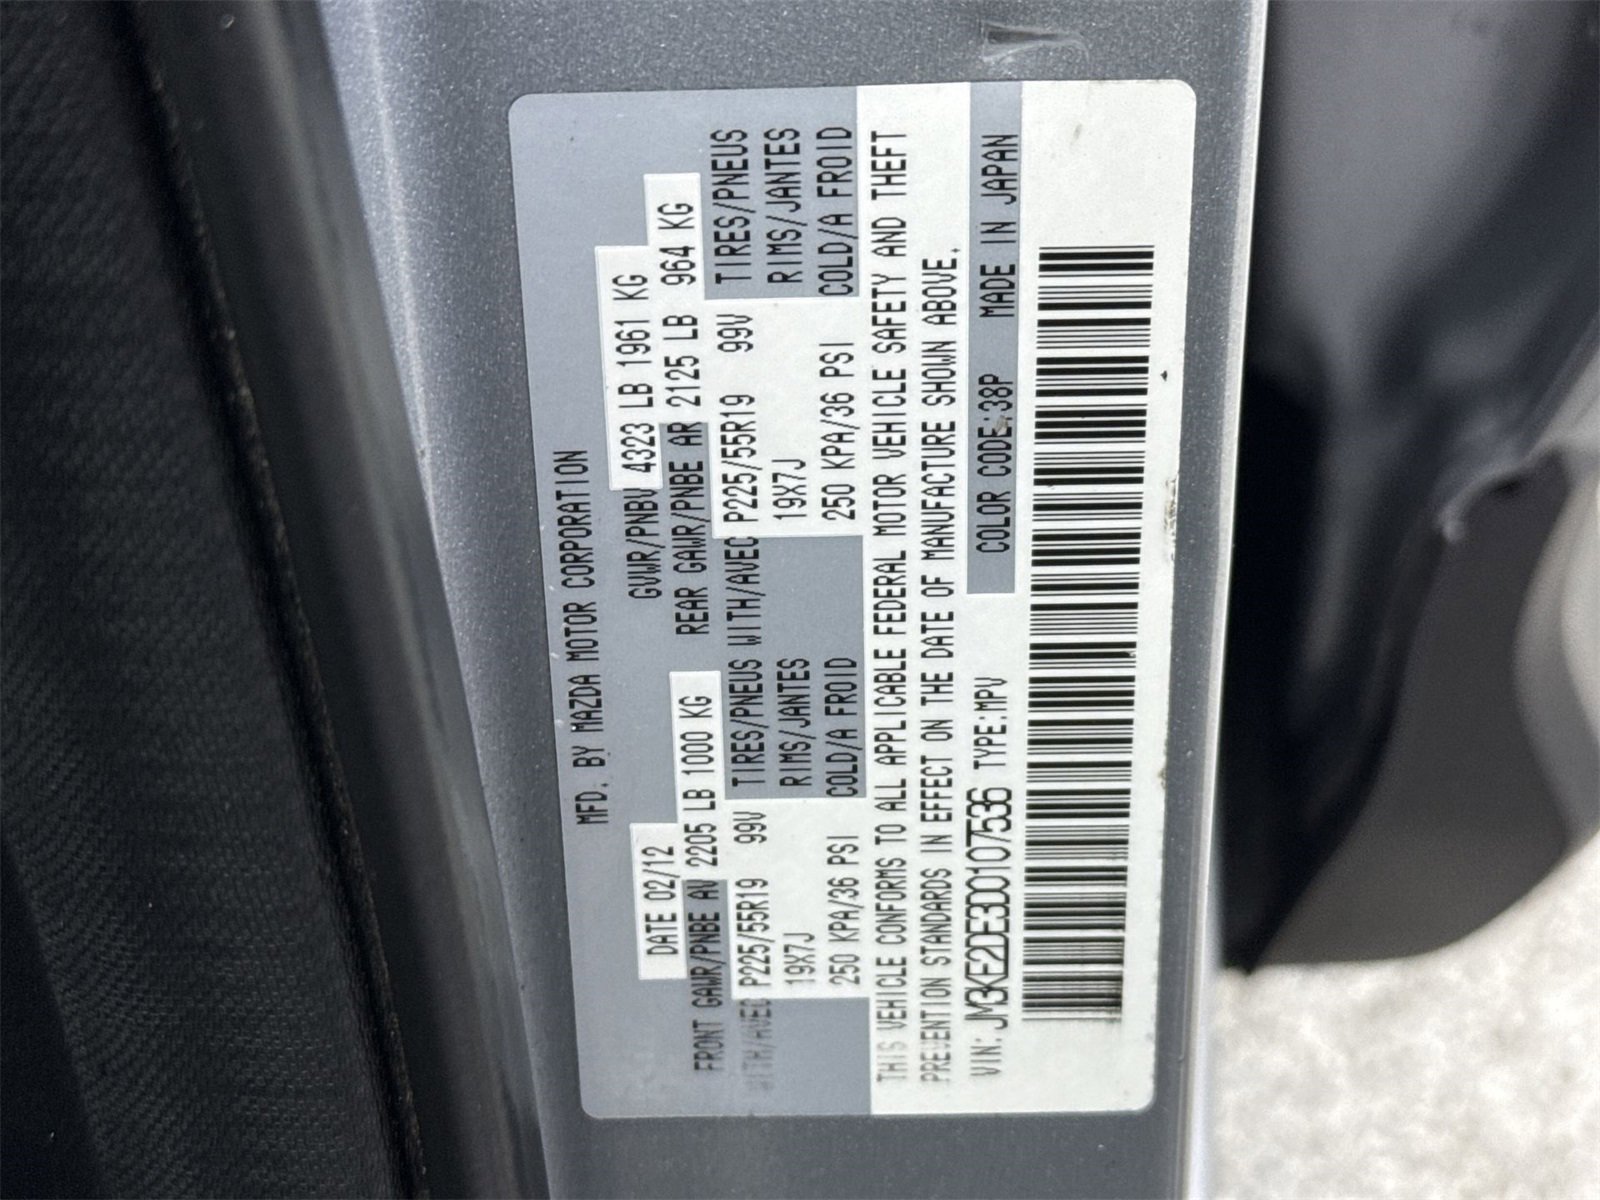 MFD. BY MAZDA MOTOR CORPORATION
DATE 02/12 GVWR/PNBV 4323 LB 1961 KG
FRONT GAWR/PNBE AV 2205 LB 1000 KG REAR GAWR/PNBE AR 2125 LB 964 KG
WITH/AVEC P225/55R19 99V TIRES/PNEUS WITH/AVEC P225/55R19 99V TIRES/PNEUS
19X7J RIMS/JANTES 19X7J RIMS/JANTES
250 KPA/36 PSI COLD/A FROID 250 KPA/36 PSI COLD/A FROID
THIS VEHICLE CONFORMS TO ALL APPLICABLE FEDERAL MOTOR VEHICLE SAFETY AND THEFT
PREVENTION STANDARDS IN EFFECT ON THE DATE OF MANUFACTURE SHOWN ABOVE.
VIN: JM3KE2DE3D0107536 TYPE:MPV COLOR CODE:38P MADE IN JAPAN